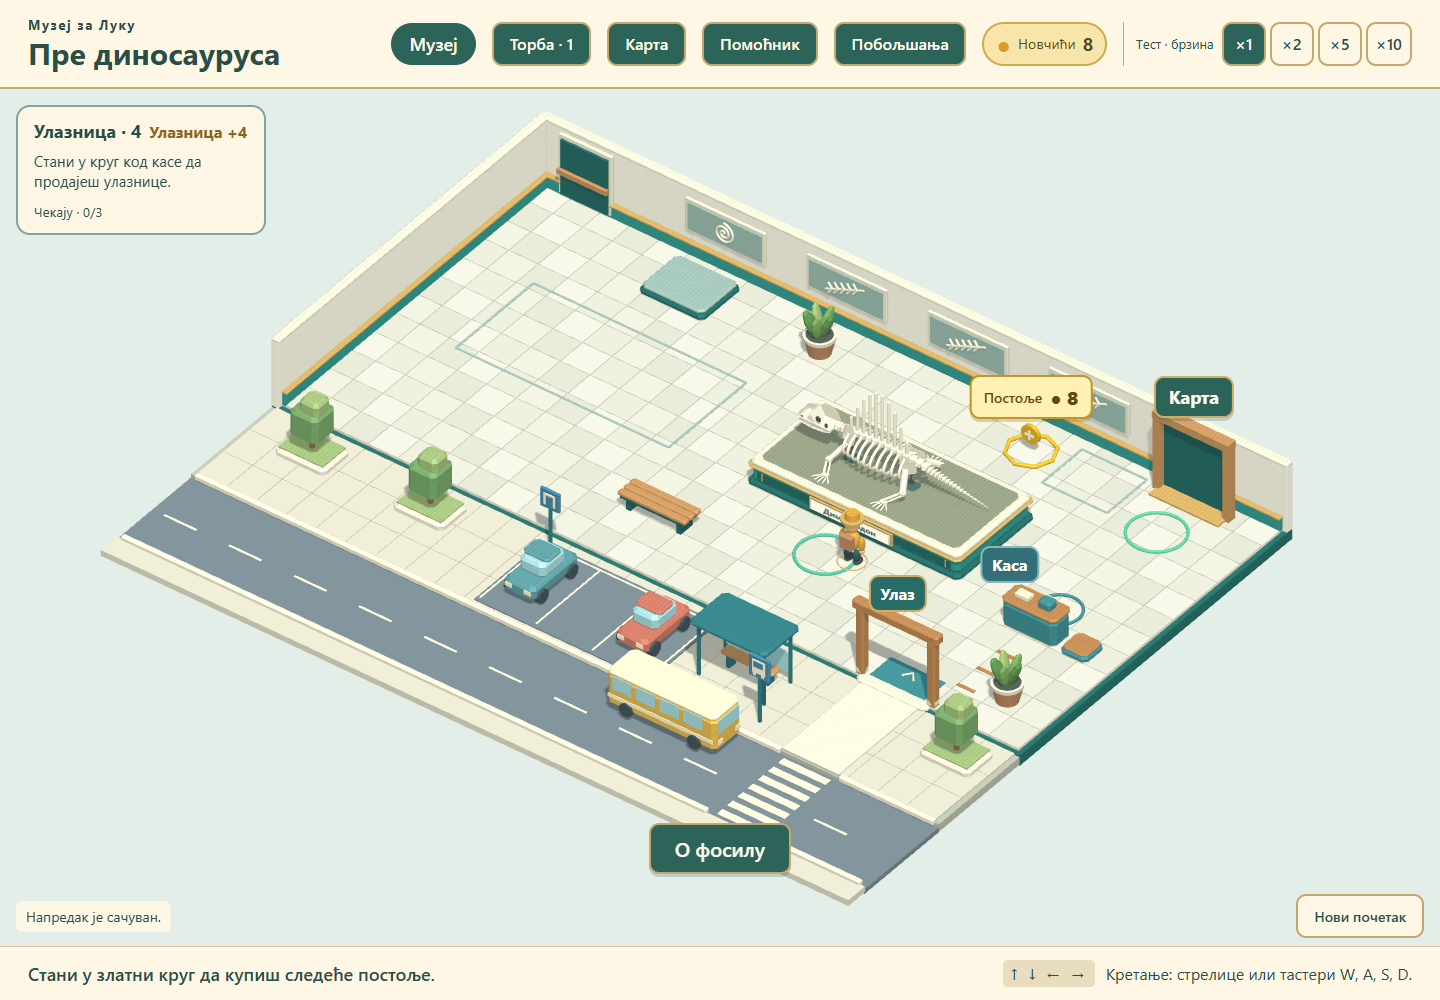 Музеј за Луку
Пре диносауруса
Музеј
Торба · 1
Карта
Помоћник
Побољшања
Новчићи 8
Тест · брзина
×1
×2
×5
×10
Улазница · 4 Улазница +4
Стани у круг код касе да
продајеш улазнице.
Чекају · 0/3
Постоље ● 8
Карта
Каса
Улаз
О фосилу
Напредак је сачуван.
Нови почетак
Стани у златни круг да купиш следеће постоље.
↑ ↓ ← → Кретање: стрелице или тастери W, A, S, D.